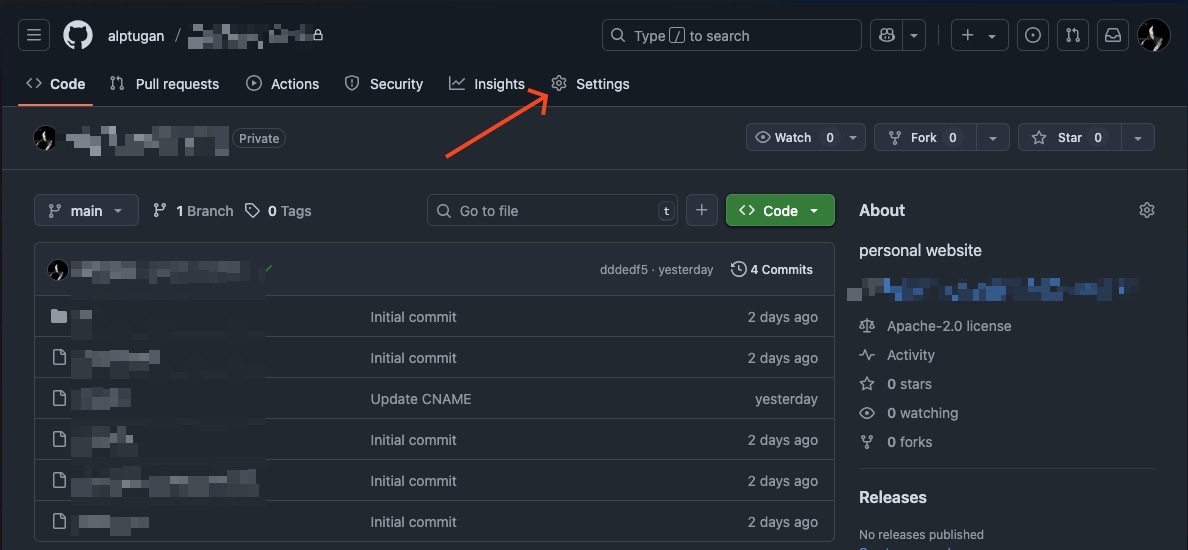 alptugan /
Type / to search
Code Pull requests Actions Security Insights Settings
Private
Watch 0 Fork 0 Star 0
main 1 Branch 0 Tags
Go to file t
Code
About
personal website
dddedf5 · yesterday 4 Commits
Initial commit 2 days ago
Initial commit 2 days ago
Update CNAME yesterday
Initial commit 2 days ago
Initial commit 2 days ago
Initial commit 2 days ago
Apache-2.0 license
Activity
0 stars
0 watching
0 forks
Releases
No releases published